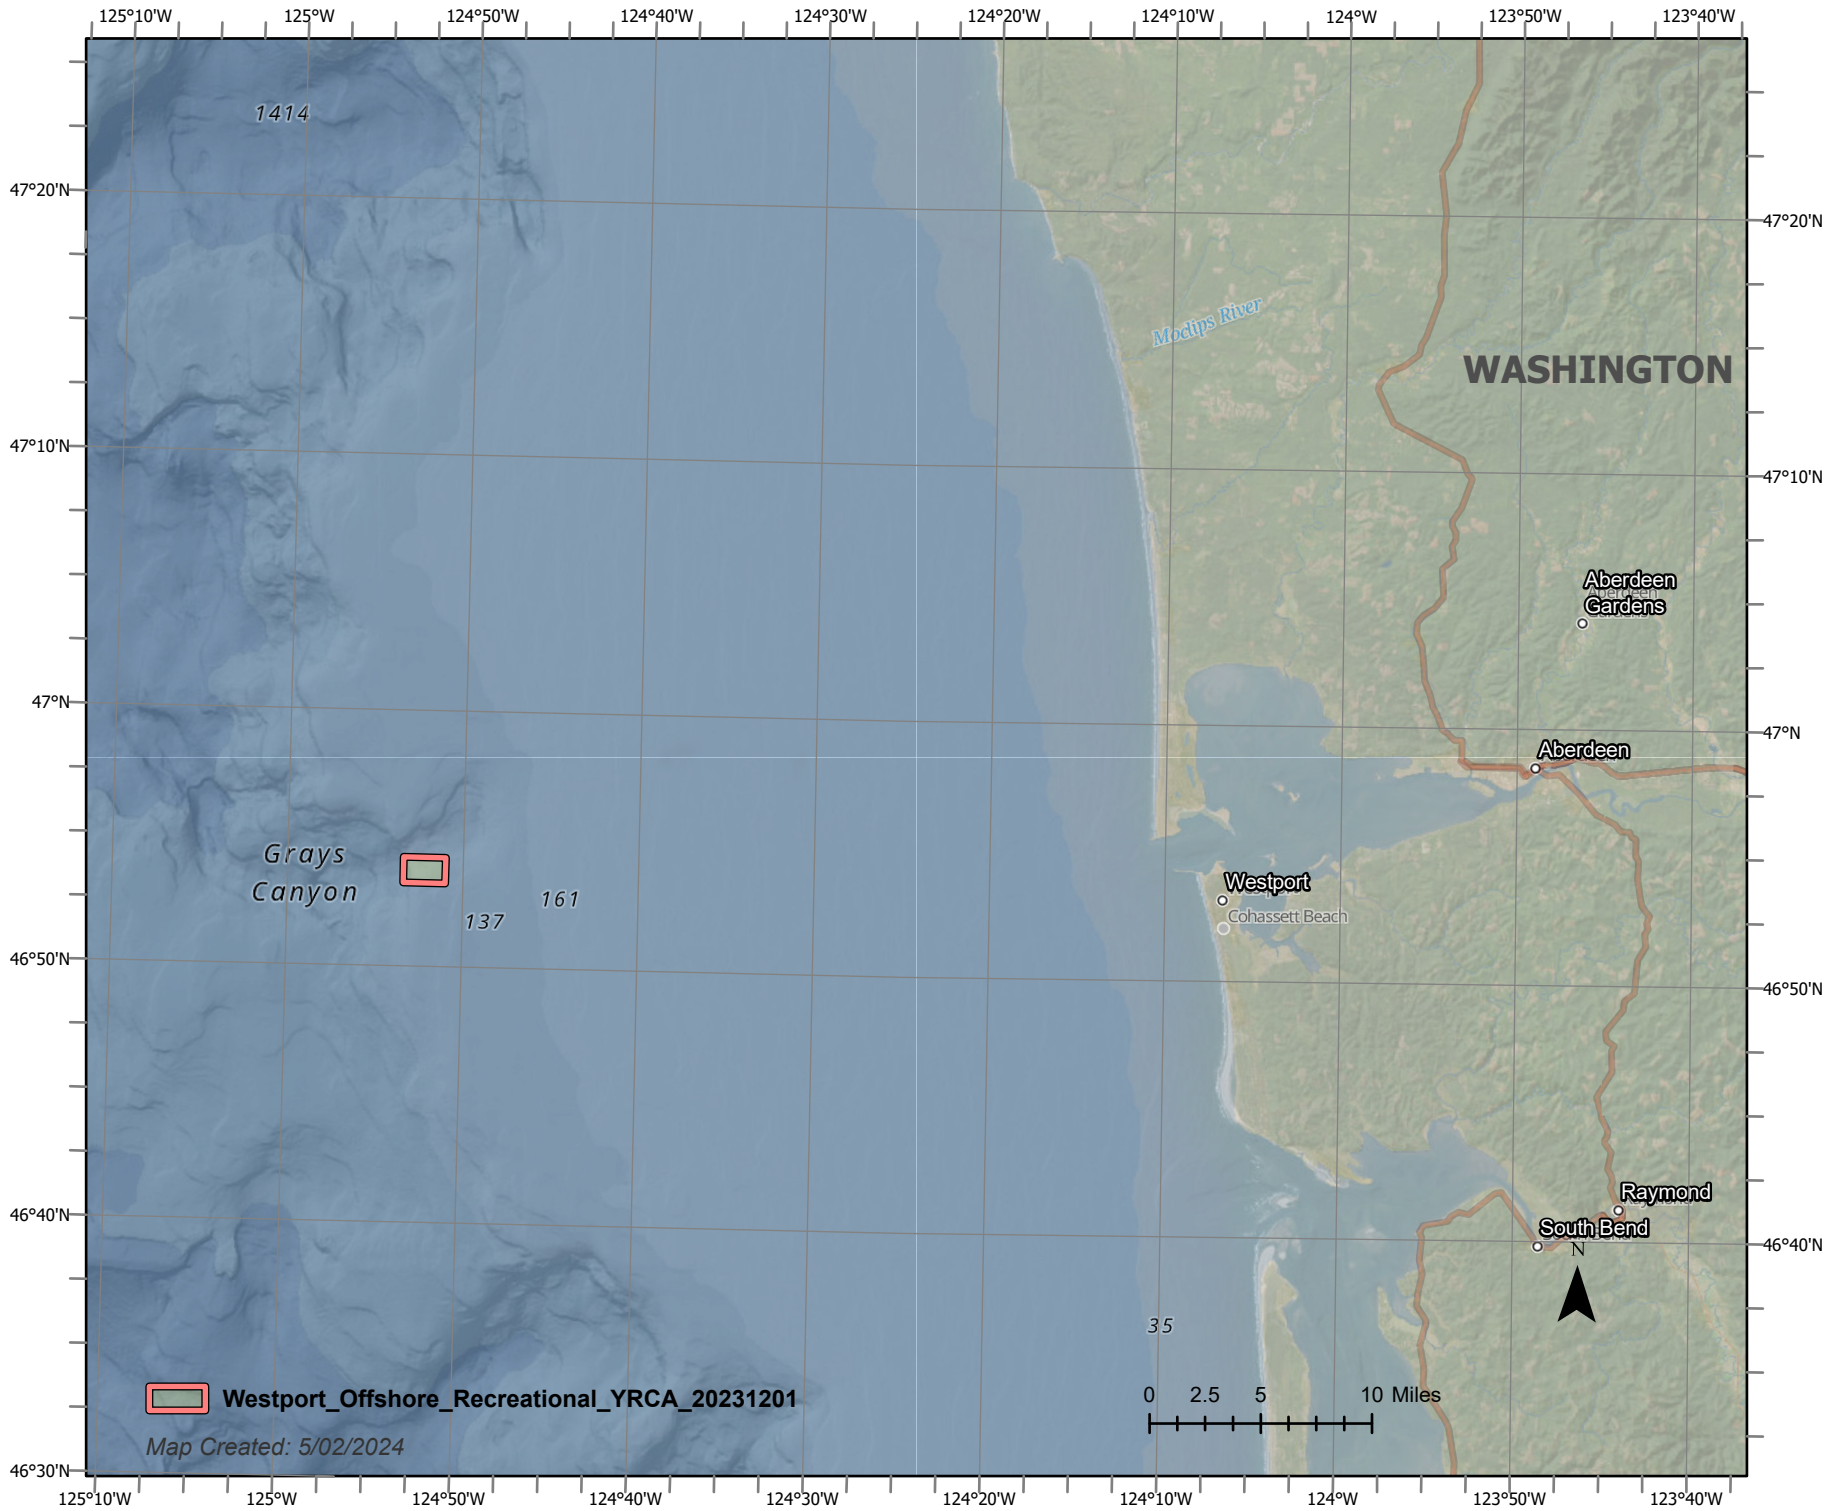 125°10'W 125°W 124°50'W 124°40'W 124°30'W 124°20'W 124°10'W 124°W 123°50'W 123°40'W
1414
47°20'N 47°20'N
Moclips River
WASHINGTON
47°10'N 47°10'N
Aberdeen
Gardens
47°N 47°N
Aberdeen
Grays
Canyon
Westport
161
Cohassett Beach
137
46°50'N 46°50'N
Raymond
46°40'N South Bend 46°40'N
N
35
0 2.5 5 10 Miles
Westport_Offshore_Recreational_YRCA_20231201
Map Created: 5/02/2024
46°30'N
125°10'W 125°W 124°50'W 124°40'W 124°30'W 124°20'W 124°10'W 124°W 123°50'W 123°40'W